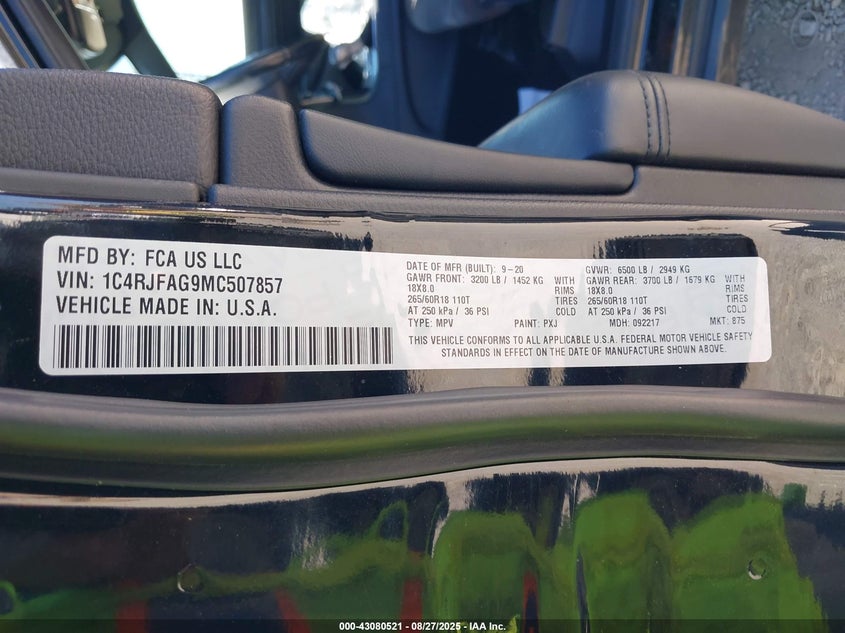 MFD BY: FCA US LLC
VIN: 1C4RJFAG9MC507857
VEHICLE MADE IN U.S.A.
DATE OF MFR (BUILT): 9-20 GVWR: 6500 LB / 2949 KG
GAWR FRONT: 3200 LB / 1452 KG GAWR REAR: 3700 LB / 1679 KG
18X8.0 RIMS 18X8.0 RIMS
265/60R18 110T TIRES 265/60R18 110T TIRES
AT 250 kPa / 36 PSI COLD AT 250 kPa / 36 PSI COLD
TYPE: MPV PAINT: PXJ MDH: 092217 MKT: 875
THIS VEHICLE CONFORMS TO ALL APPLICABLE U.S.A. FEDERAL MOTOR VEHICLE SAFETY
STANDARDS IN EFFECT ON THE DATE OF MANUFACTURE SHOWN ABOVE.
000-43080521 - 08/27/2025 - IAA Inc.